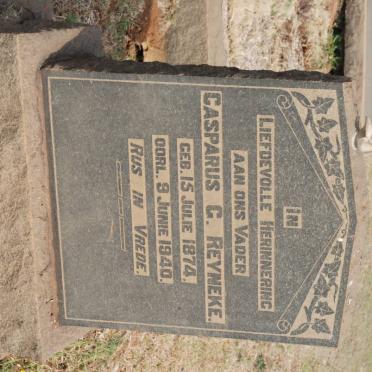 IN
LIEFDEVOLLE HERINNERING
AAN ONS VADER
CASPARUS C. REYNEKE.
GEB. 15 JULIE 1874.
OORL. 9 JUNIE 1940.
RUS IN VREDE.